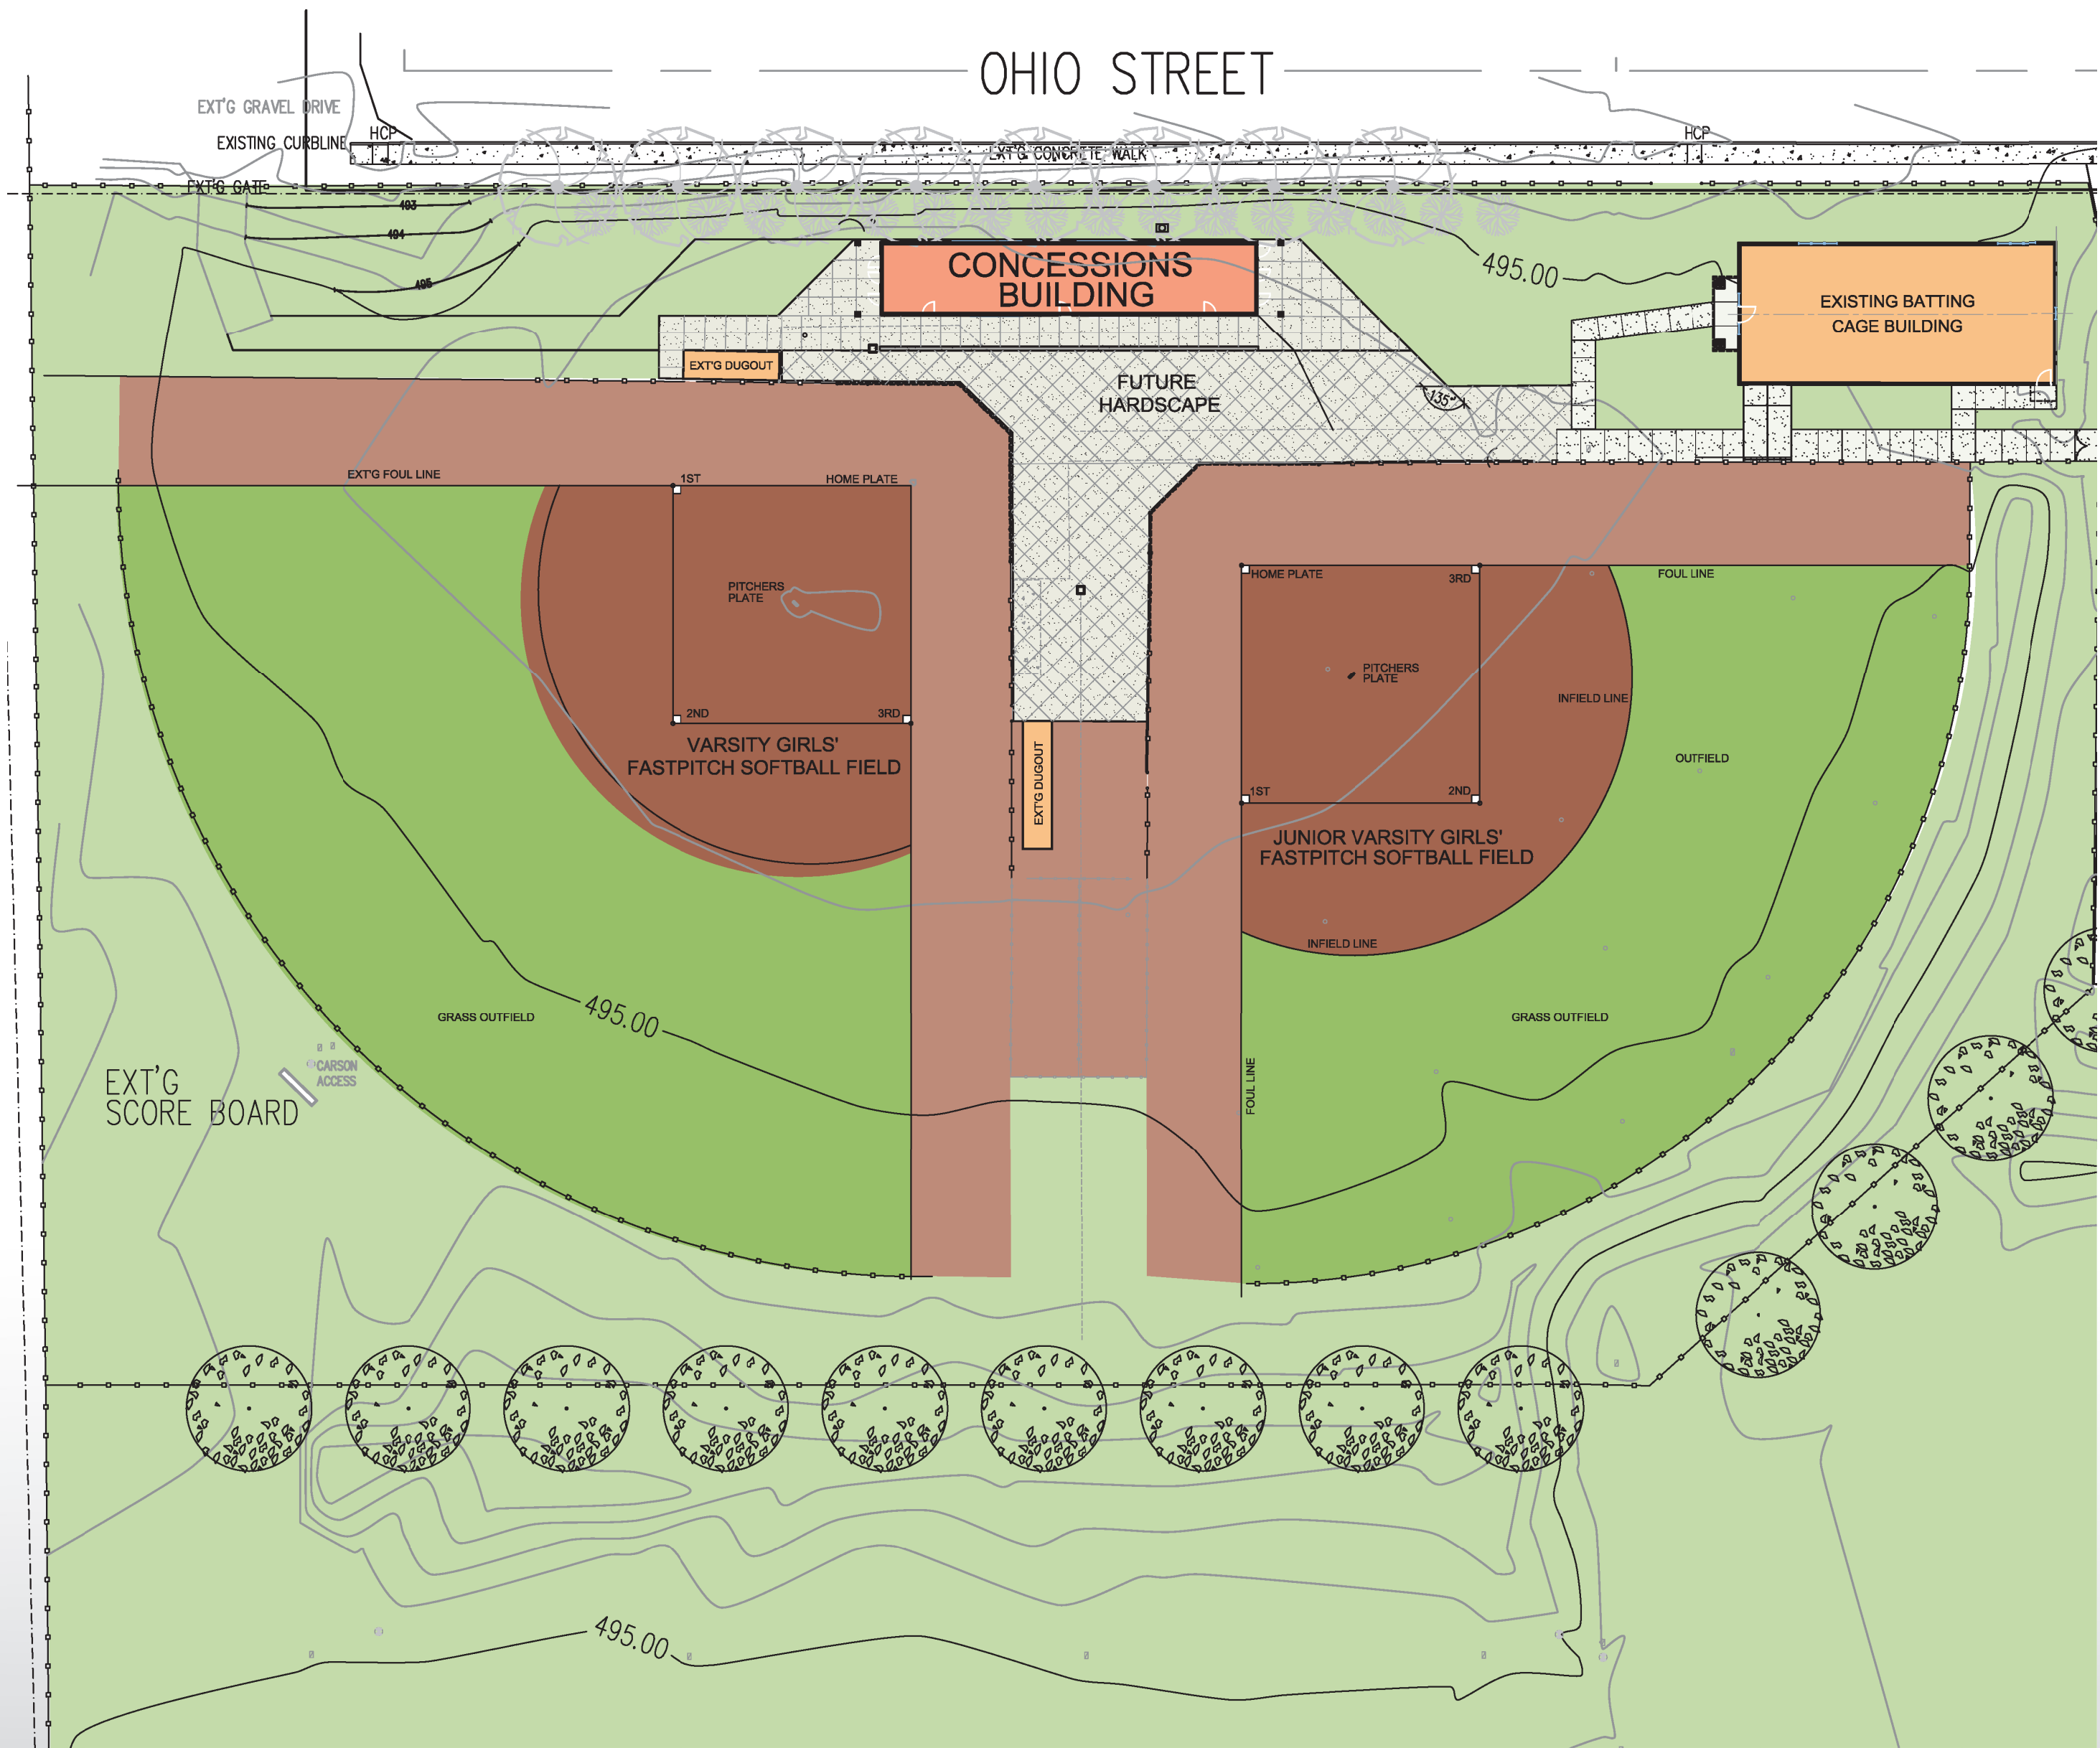 OHIO STREET
EXT'G GRAVEL DRIVE
EXISTING CURBLINE
HCP
HCP
EXT'G CONCRETE WALK
EXT'G GATE
493
494
495
CONCESSIONS
BUILDING
495.00
EXISTING BATTING
CAGE BUILDING
EXT'G DUGOUT
FUTURE
HARDSCAPE
135°
EXT'G FOUL LINE
1ST
HOME PLATE
PITCHERS
PLATE
2ND
3RD
VARSITY GIRLS'
FASTPITCH SOFTBALL FIELD
HOME PLATE
3RD
FOUL LINE
PITCHERS
PLATE
INFIELD LINE
OUTFIELD
1ST
2ND
EXT'G DUGOUT
JUNIOR VARSITY GIRLS'
FASTPITCH SOFTBALL FIELD
INFIELD LINE
495.00
GRASS OUTFIELD
GRASS OUTFIELD
FOUL LINE
CARSON
ACCESS
EXT'G
SCORE BOARD
495.00